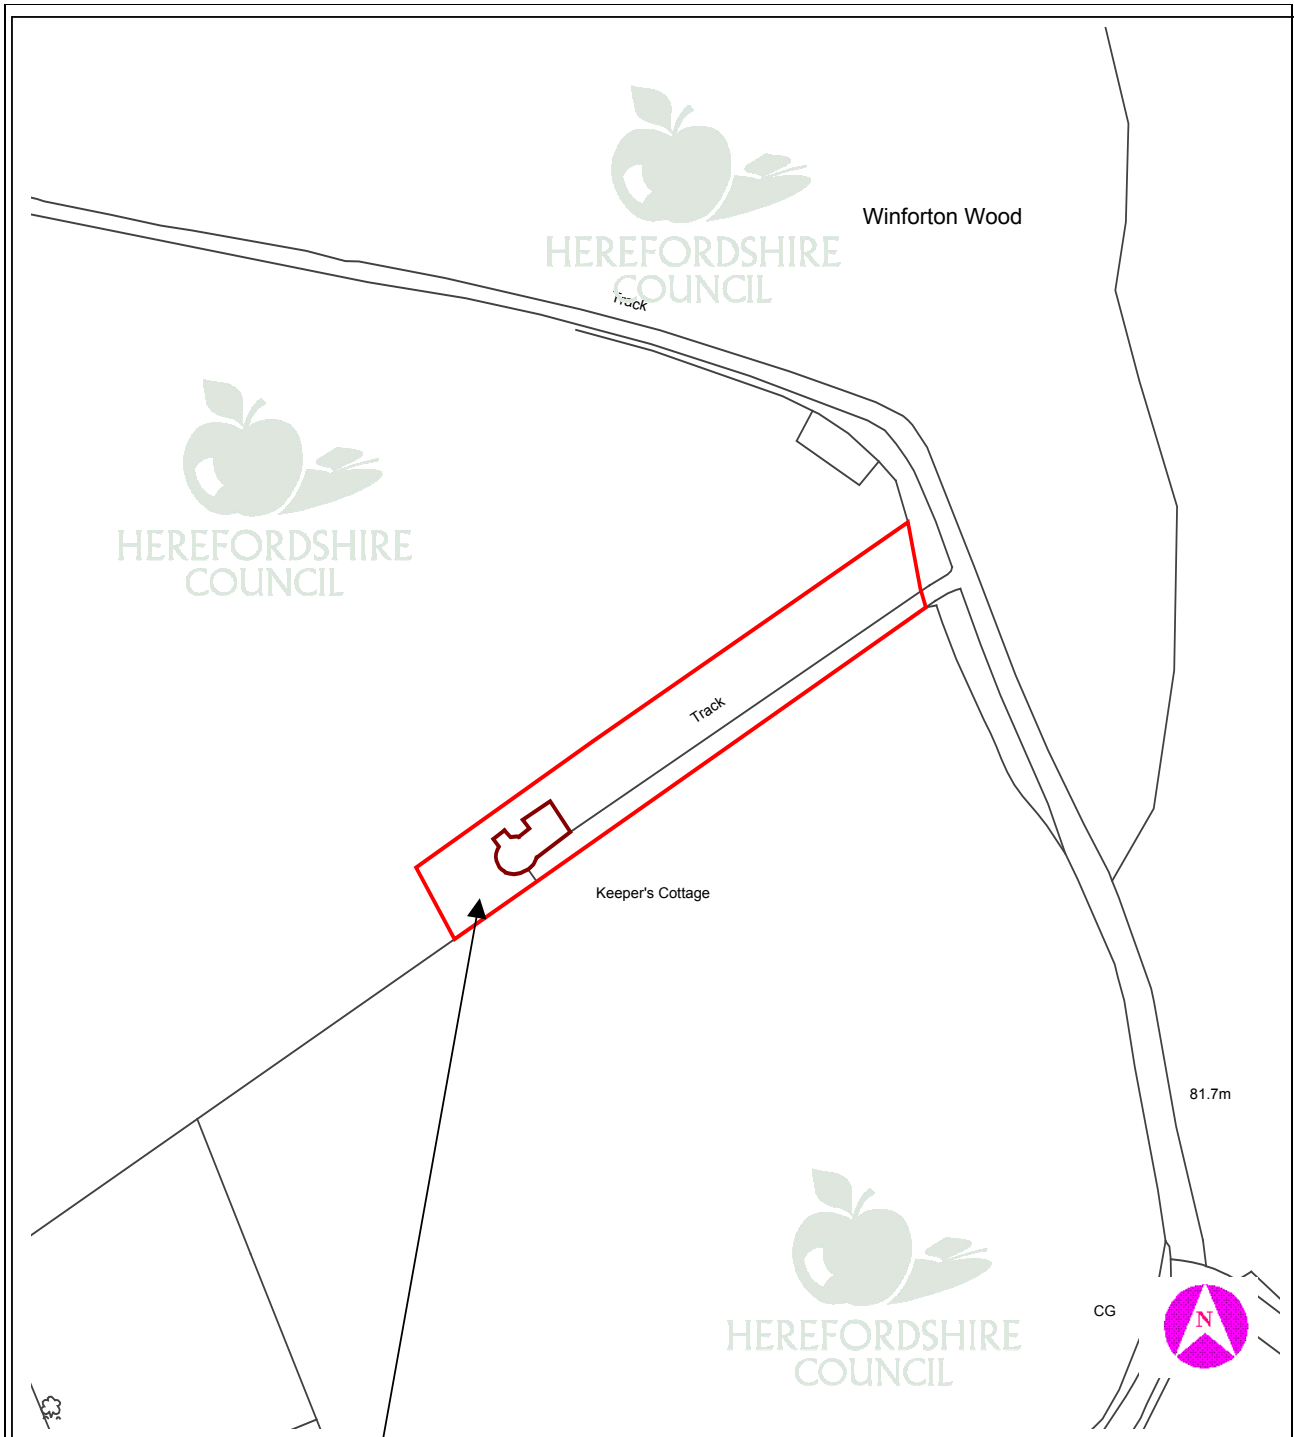 HEREFORDSHIRE
COUNCIL
Winforton Wood
Track
HEREFORDSHIRE
COUNCIL
Track
Keeper's Cottage
81.7m
HEREFORDSHIRE
COUNCIL
CG
N